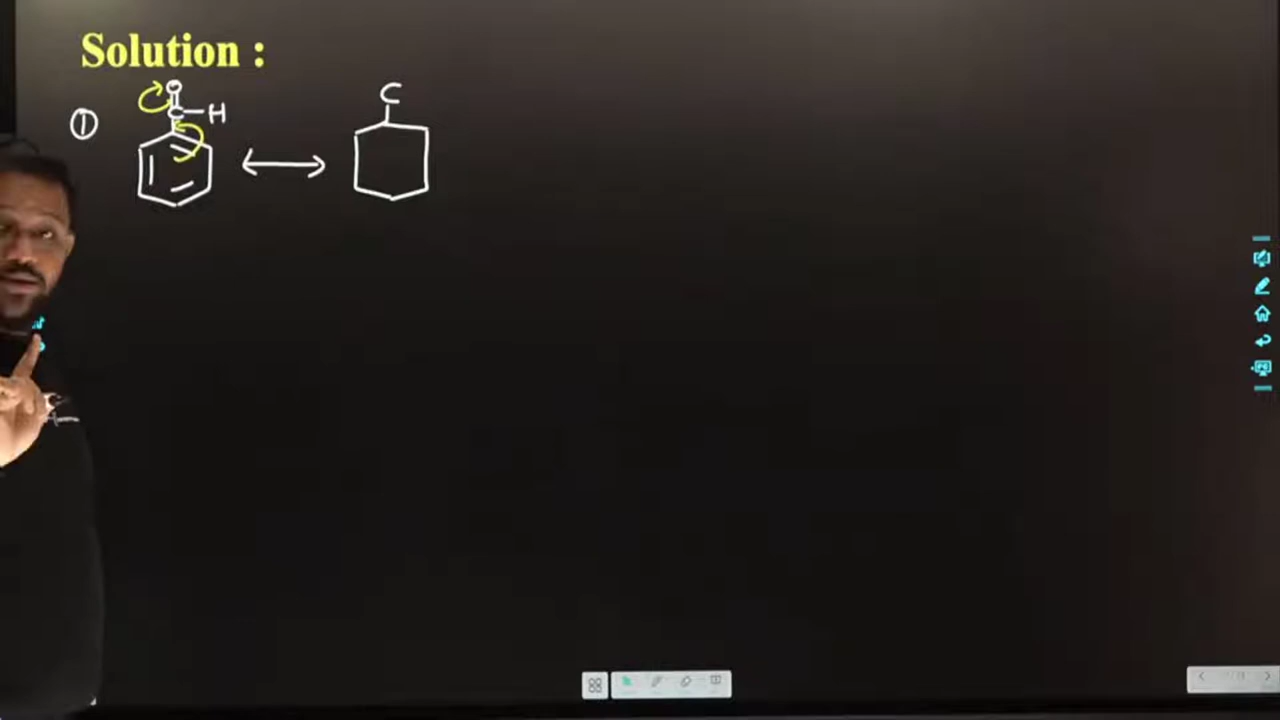 Solution :
O
① C—H
C